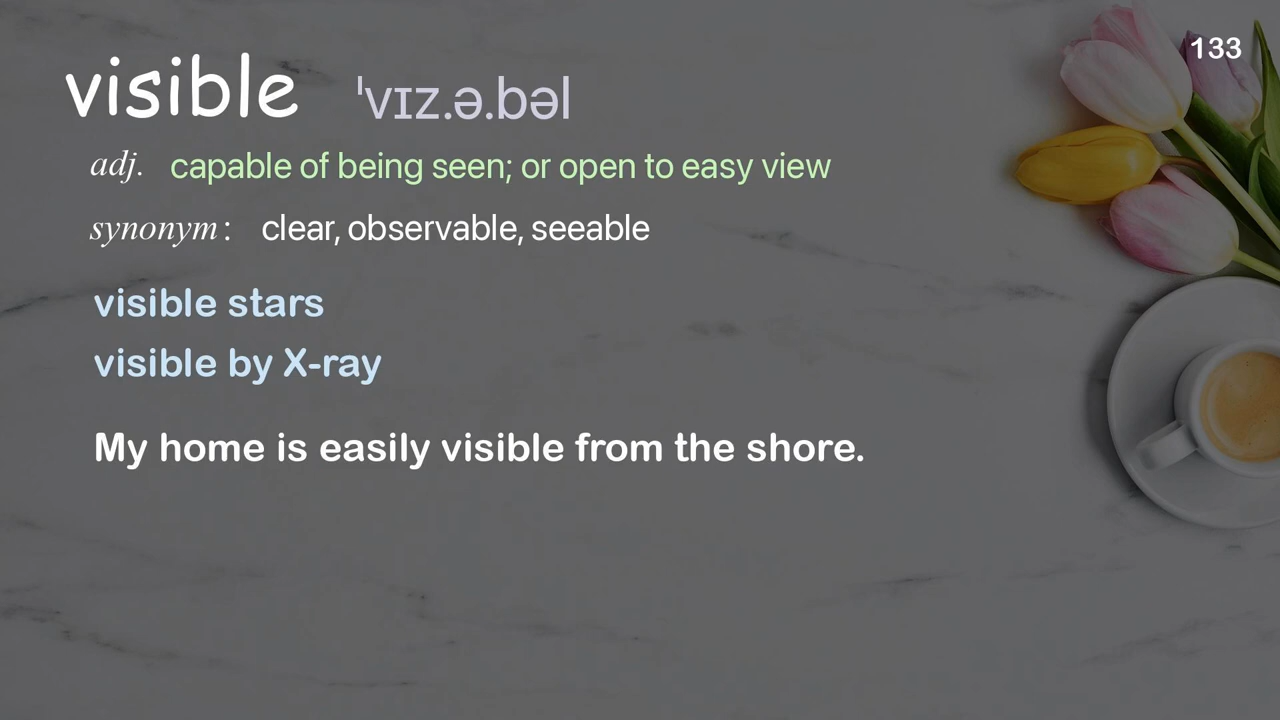 133
visible ˈvɪz.ə.bəl
adj. capable of being seen; or open to easy view
synonym: clear, observable, seeable
visible stars
visible by X-ray
My home is easily visible from the shore.